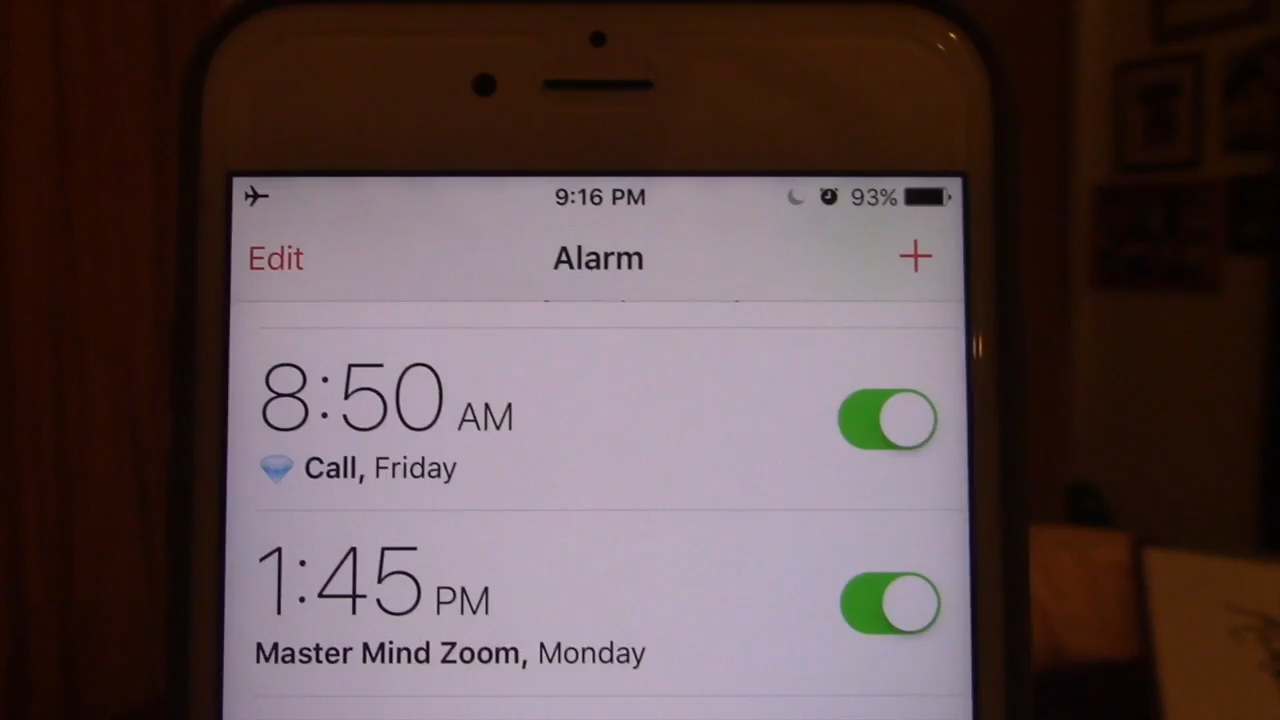 9:16 PM 93%
Edit Alarm +
8:50 AM
💎 Call, Friday
1:45 PM
Master Mind Zoom, Monday